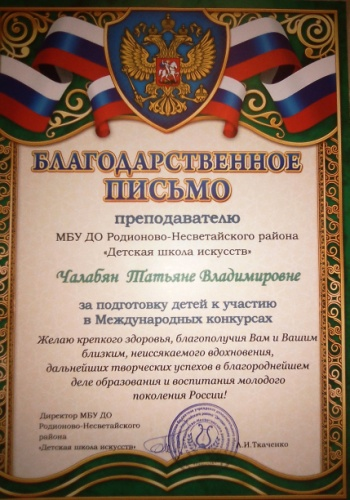 БЛАГОДАРСТВЕННОЕ
ПИСЬМО
преподавателю
МБУ ДО Родионово-Несветайского района
«Детская школа искусств»
Чалабян Татьяне Владимировне
за подготовку детей к участию
в Международных конкурсах
Желаю крепкого здоровья, благополучия Вам и Вашим
близким, неиссякаемого вдохновения,
дальнейших творческих успехов в благороднейшем
деле образования и воспитания молодого
поколения России!
Директор МБУ ДО
Родионово-Несветайского
района
«Детская школа искусств»
А.И.Ткаченко